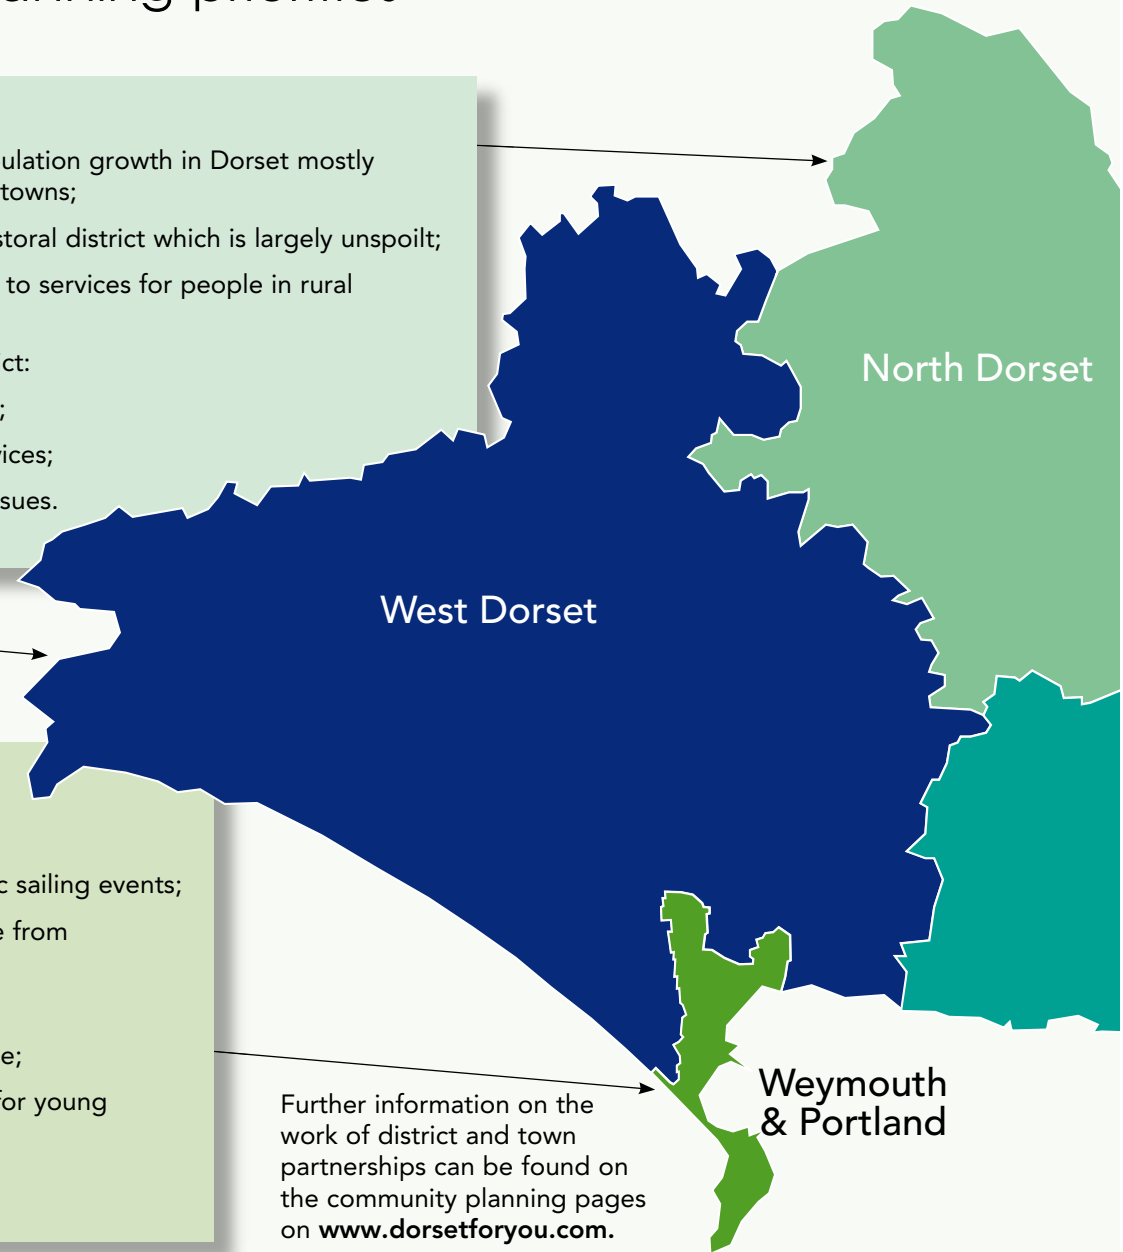 ulation growth in Dorset mostly
towns;
storal district which is largely unspoilt;
to services for people in rural
ct:
;
vices;
sues.
North Dorset
West Dorset
c sailing events;
e from
e;
for young
Weymouth
& Portland
Further information on the
work of district and town
partnerships can be found on
the community planning pages
on www.dorsetforyou.com.